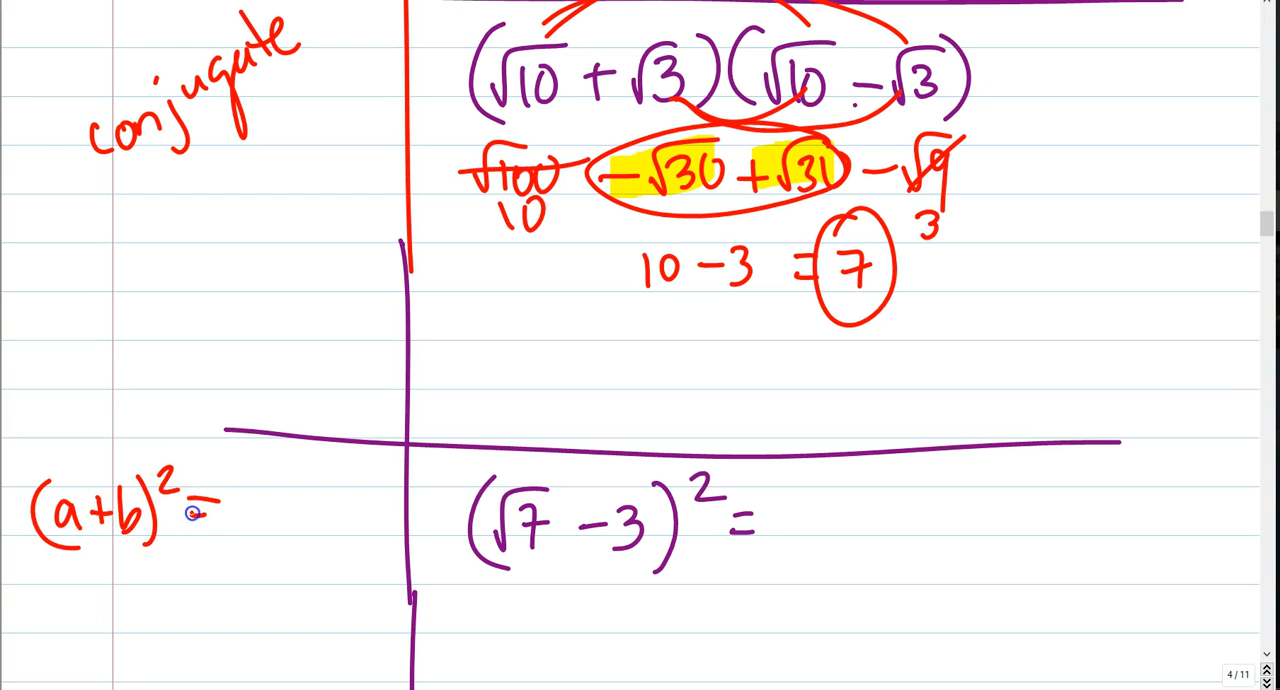 conjugate
(√10 + √3)(√10 - √3)
√100 - √30 + √30 - √9
10 3
10 - 3 = 7
(a+b)² =
(√7 - 3)² =
4 / 11